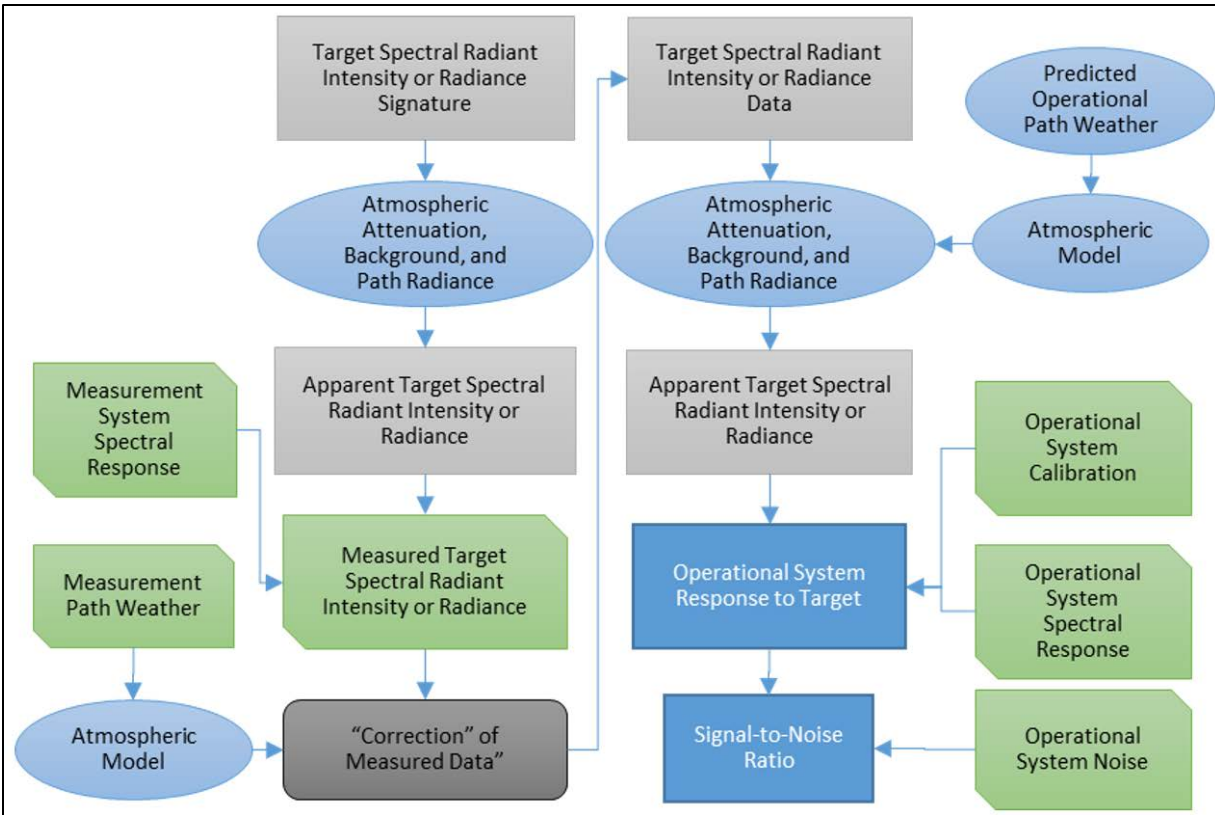 Target Spectral Radiant
Intensity or Radiance
Signature
Atmospheric
Attenuation,
Background, and
Path Radiance
Apparent Target Spectral
Radiant Intensity or
Radiance
Measurement
System
Spectral
Response
Measured Target
Spectral Radiant
Intensity or Radiance
Measurement
Path Weather
Atmospheric
Model
“Correction” of
Measured Data”
Target Spectral Radiant
Intensity or Radiance
Data
Predicted
Operational
Path Weather
Atmospheric
Model
Atmospheric
Attenuation,
Background, and
Path Radiance
Apparent Target Spectral
Radiant Intensity or
Radiance
Operational
System
Calibration
Operational System
Response to Target
Operational
System
Spectral
Response
Signal-to-Noise
Ratio
Operational
System Noise